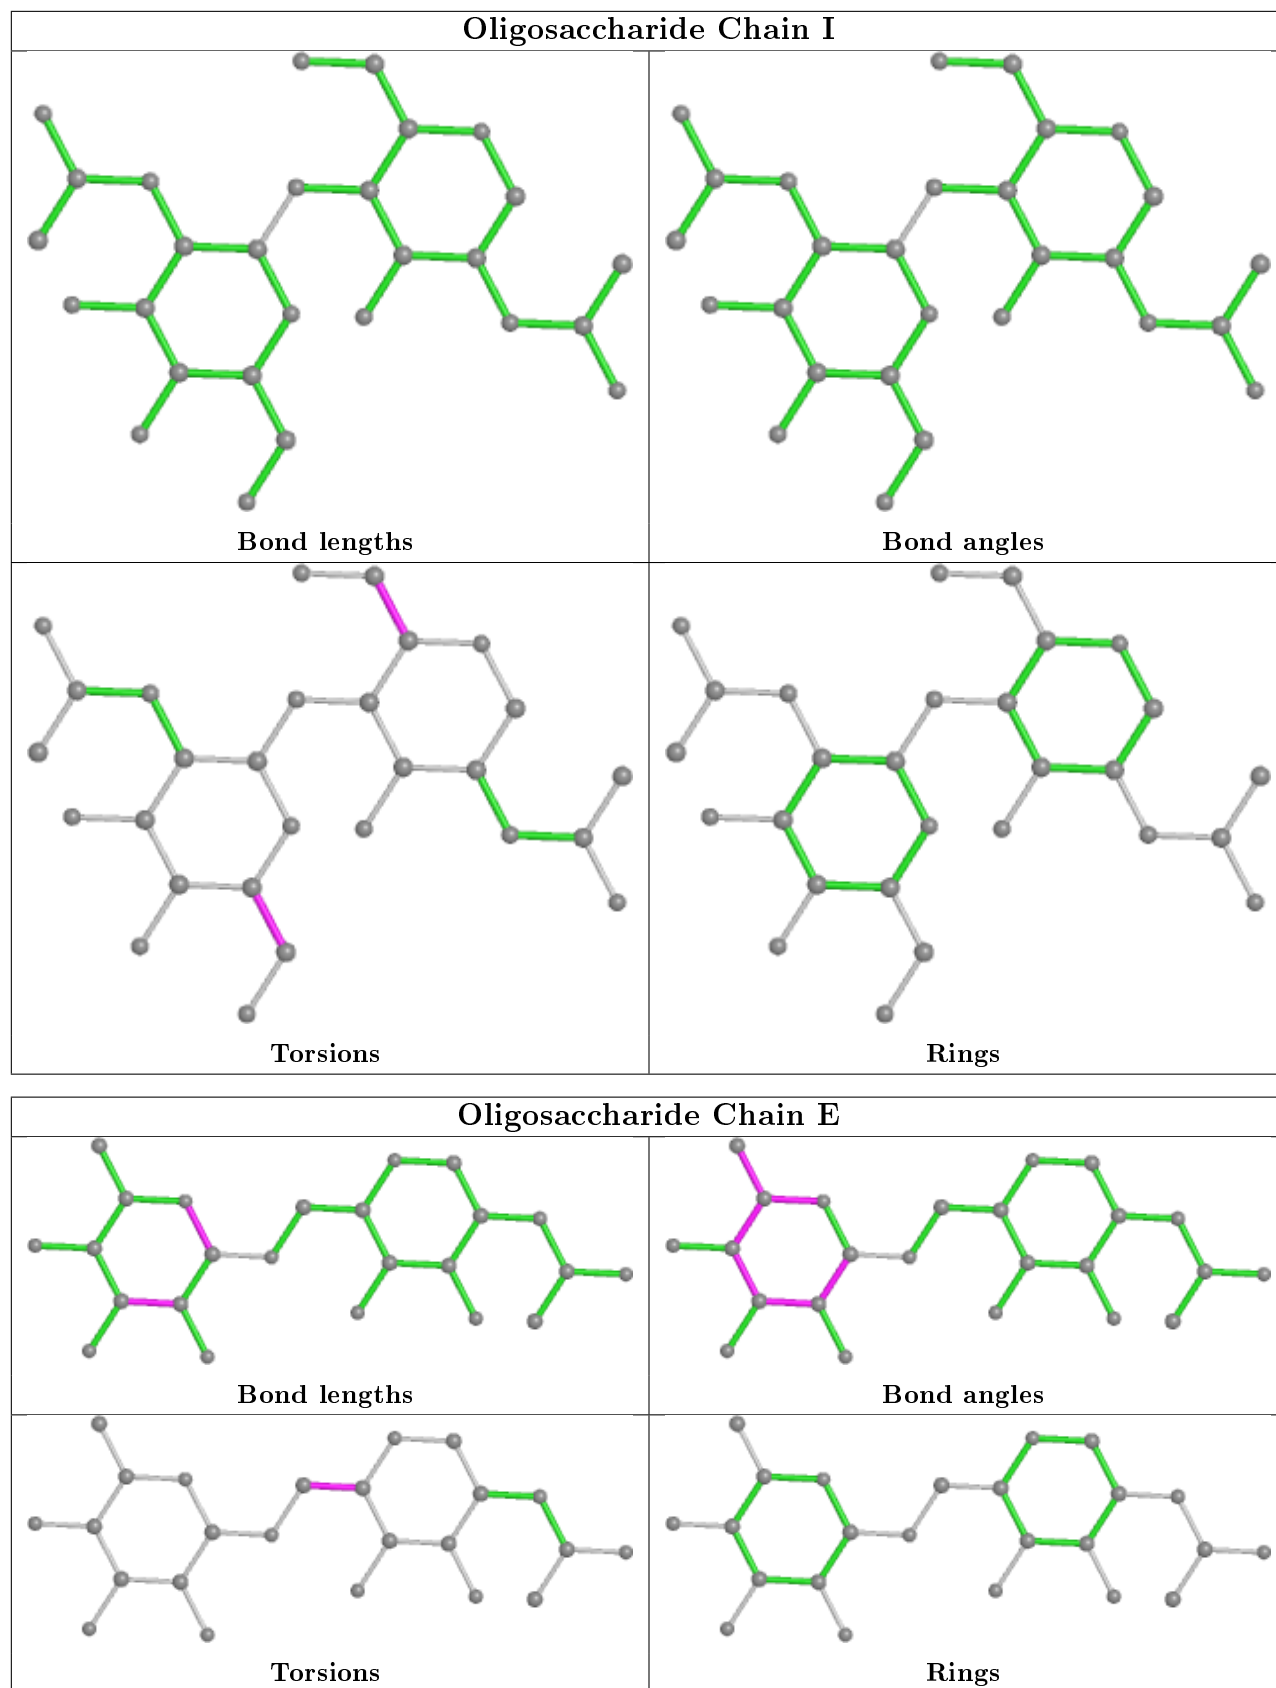 Oligosaccharide Chain I
Bond lengths
Bond angles
Torsions
Rings
Oligosaccharide Chain E
Bond lengths
Bond angles
Torsions
Rings